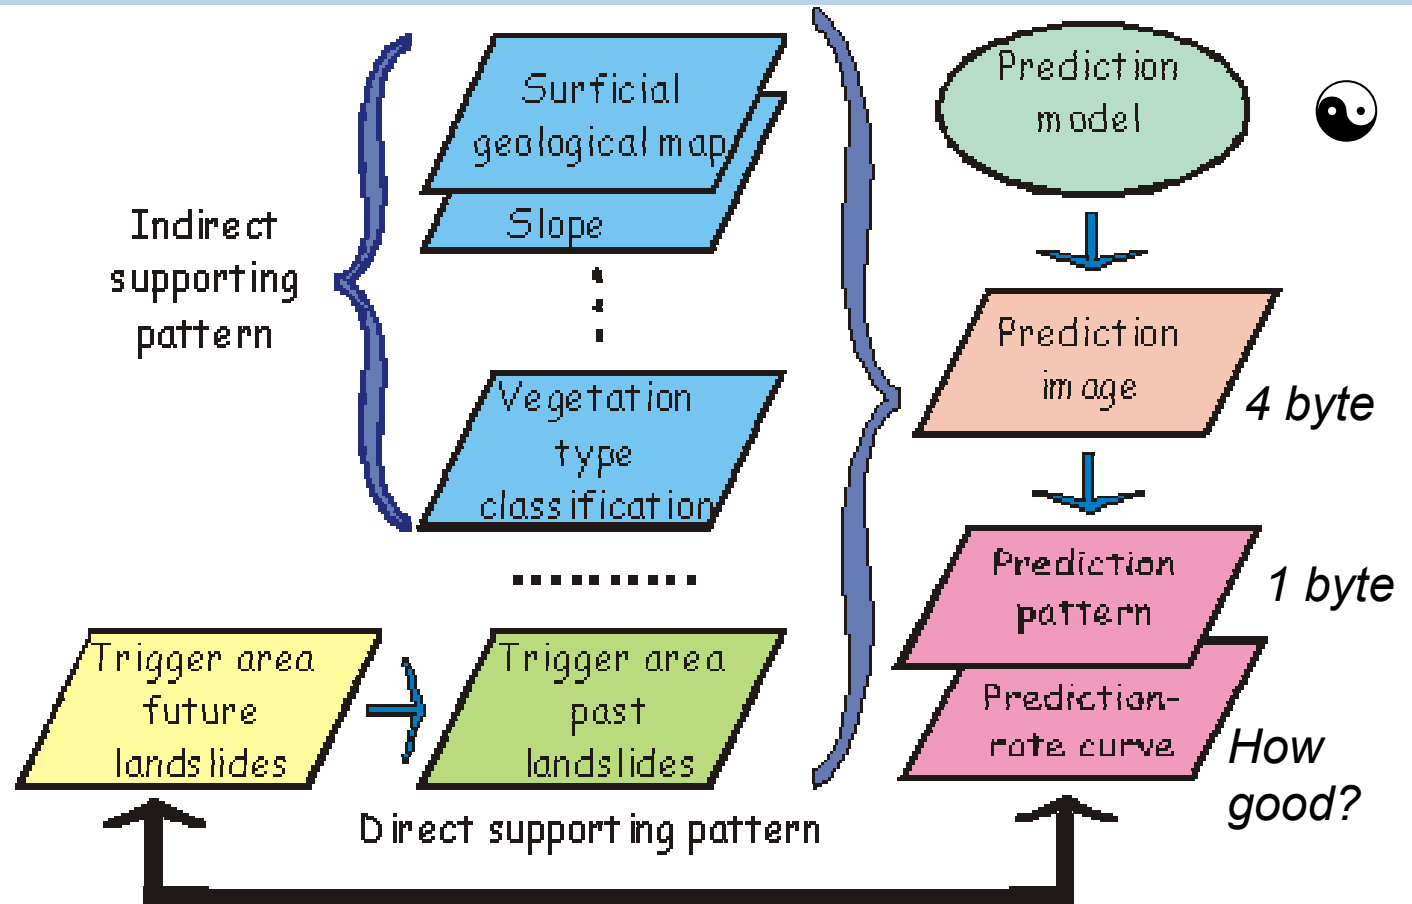 Indirect
supporting
pattern
Surficial
geological map
Slope
Vegetation
type
classification
Trigger area
future
landslides
Trigger area
past
landslides
Direct supporting pattern
Prediction
model
Prediction
image
4 byte
Prediction
pattern
1 byte
Prediction-
rate curve
How
good?